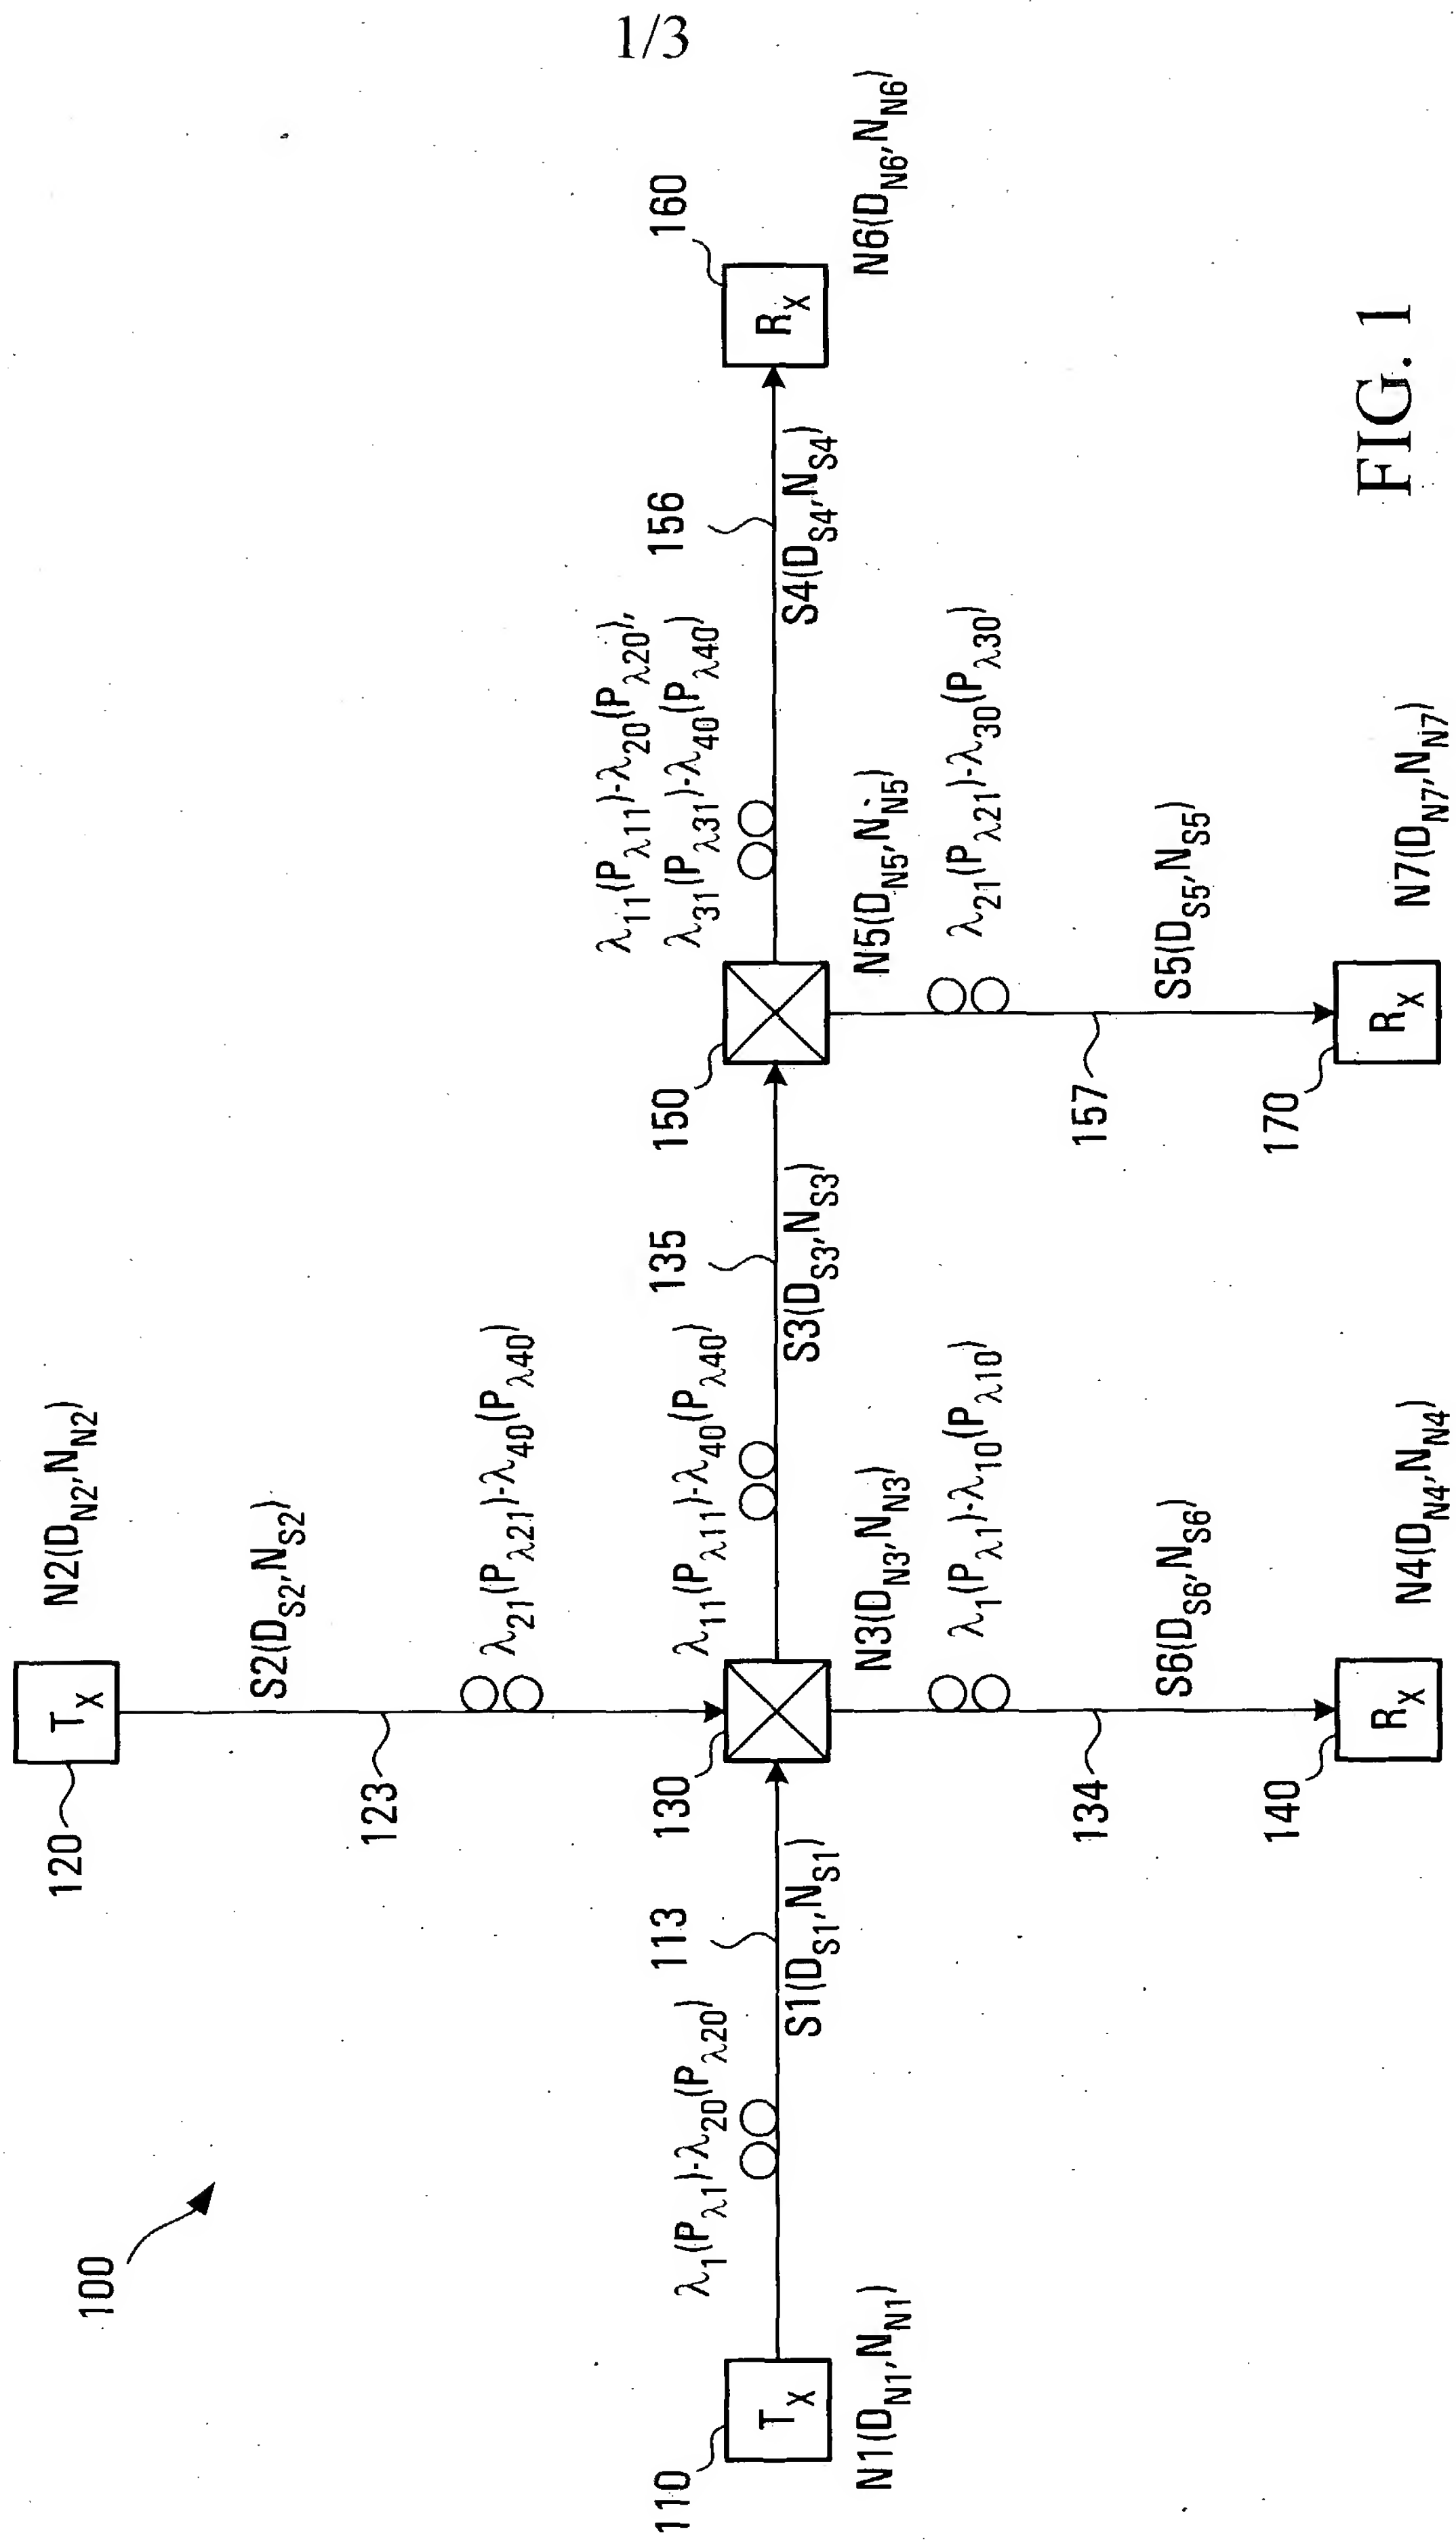 1/3
100
N2(D_N2, N_N2)
120
T_X
S2(D_S2, N_S2)
123
λ_21(P_λ21)-λ_40(P_λ40)
λ_11(P_λ11)-λ_20(P_λ20),
λ_31(P_λ31)-λ_40(P_λ40)
110
T_X
λ_1(P_λ1)-λ_20(P_λ20)
113
S1(D_S1, N_S1)
N1(D_N1, N_N1)
130
λ_11(P_λ11)-λ_40(P_λ40)
135
S3(D_S3, N_S3)
N3(D_N3, N_N3)
150
156
S4(D_S4, N_S4)
N5(D_N5, N_N5)
160
R_X
N6(D_N6, N_N6)
λ_1(P_λ1)-λ_10(P_λ10)
134
S6(D_S6, N_S6)
140
R_X
N4(D_N4, N_N4)
λ_21(P_λ21)-λ_30(P_λ30)
157
S5(D_S5, N_S5)
170
R_X
N7(D_N7, N_N7)
FIG. 1